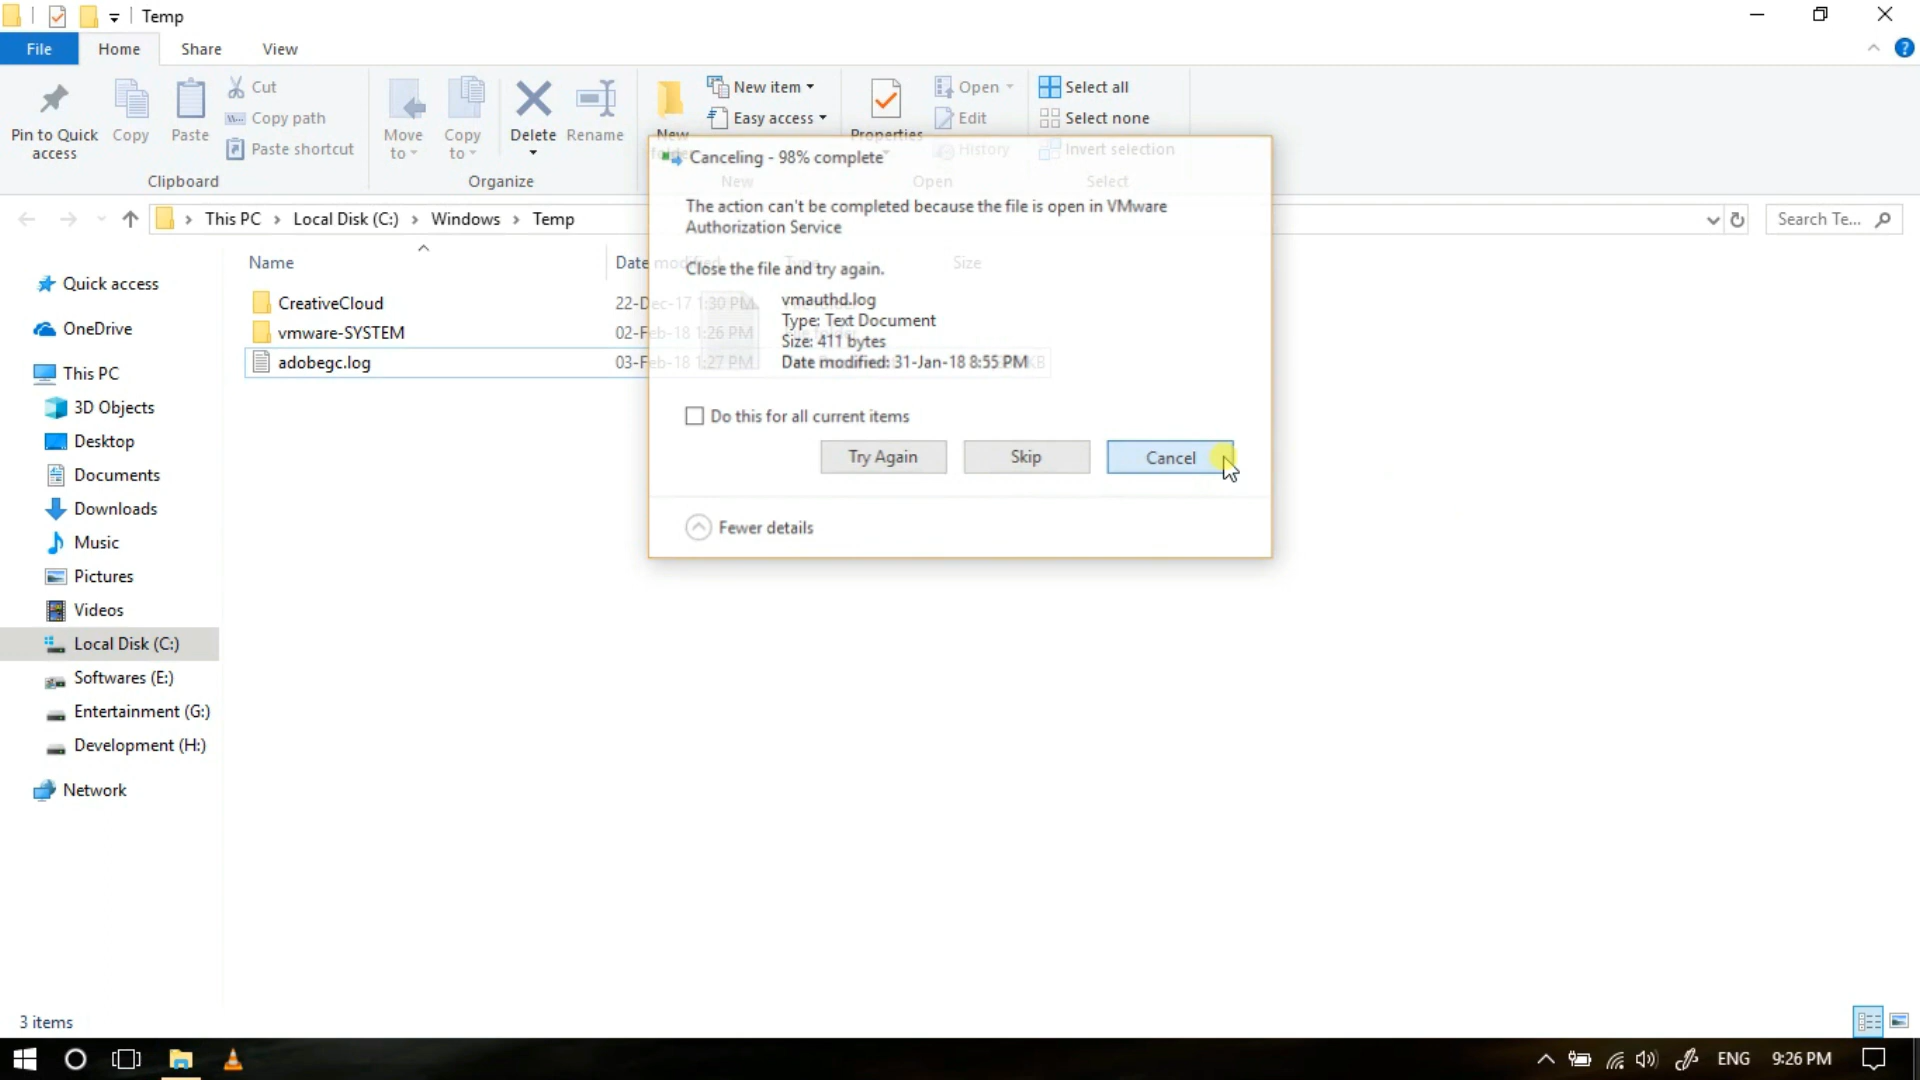 Temp
File Home Share View
Pin to Quick access
Copy
Paste
Cut
Copy path
Paste shortcut
Clipboard
Move to
Copy to
Delete
Rename
Organize
New folder
New item
Easy access
New
Properties
Open
Edit
History
Open
Select all
Select none
Invert selection
Select
This PC > Local Disk (C:) > Windows > Temp
Search Te...
Name Date modified Type Size
CreativeCloud 22-Dec-17 1:30 PM
vmware-SYSTEM 02-Feb-18 1:26 PM
adobegc.log 03-Feb-18 1:27 PM KB
Quick access
OneDrive
This PC
3D Objects
Desktop
Documents
Downloads
Music
Pictures
Videos
Local Disk (C:)
Softwares (E:)
Entertainment (G:)
Development (H:)
Network
Canceling - 98% complete
The action can't be completed because the file is open in VMware
Authorization Service
Close the file and try again.
vmauthd.log
Type: Text Document
Size: 411 bytes
Date modified: 31-Jan-18 8:55 PM
Do this for all current items
Try Again Skip Cancel
Fewer details
3 items
ENG 9:26 PM